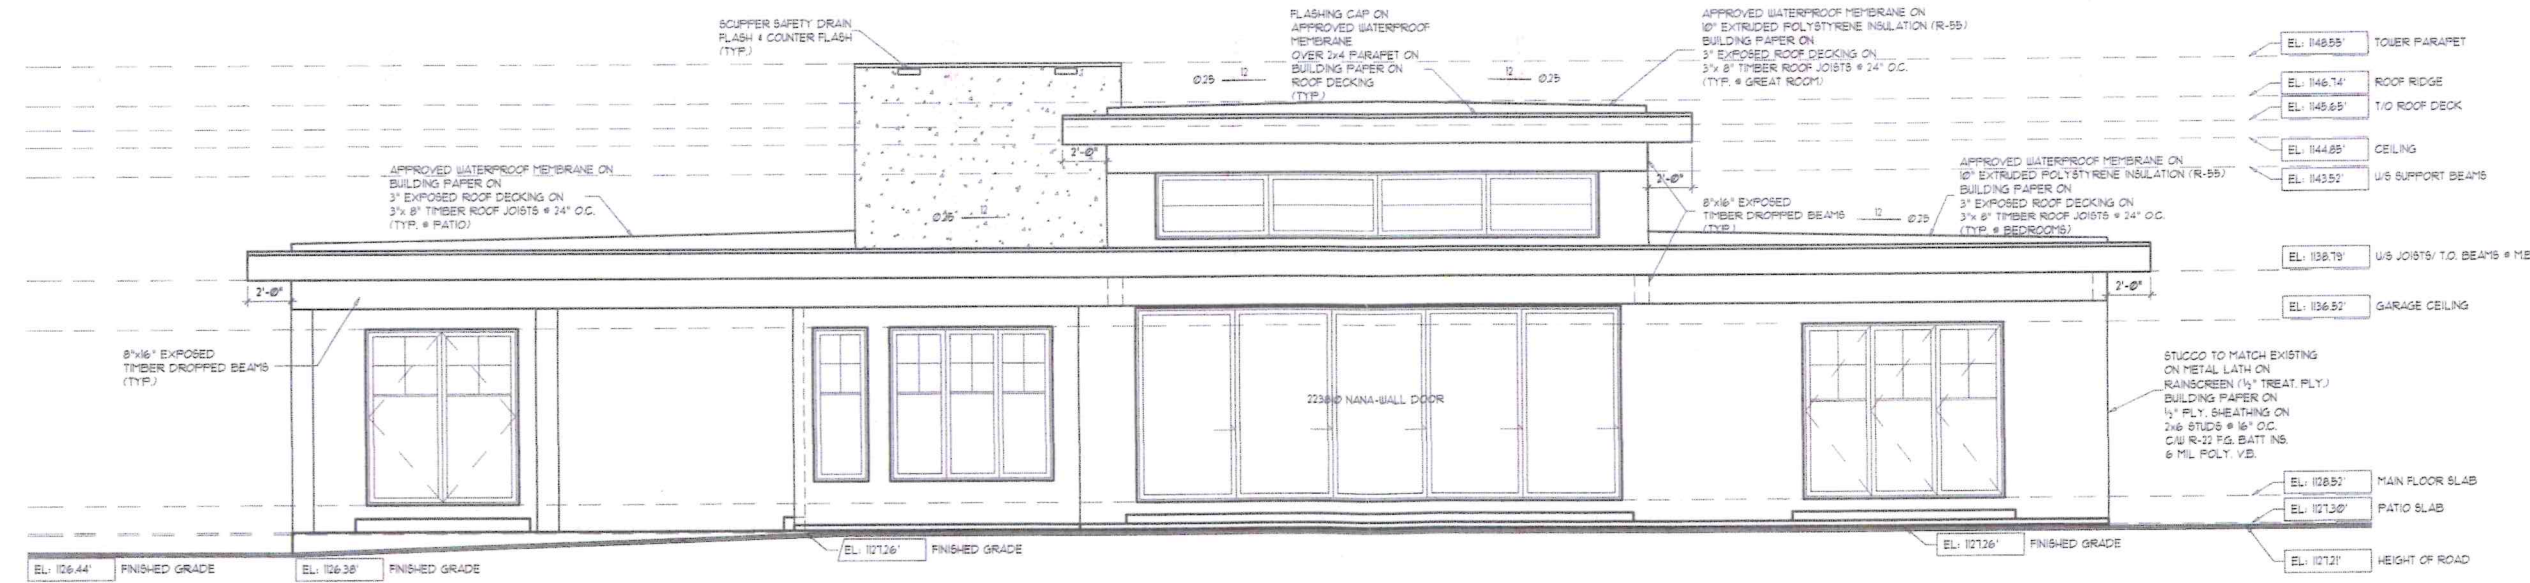 SCUPPER SAFETY DRAIN
FLASH & COUNTER FLASH
(TYP.)
FLASHING CAP ON
APPROVED WATERPROOF
MEMBRANE
OVER 2x4 PARAPET ON
BUILDING PAPER ON
ROOF DECKING
(TYP.)
APPROVED WATERPROOF MEMBRANE ON
10" EXTRUDED POLYSTYRENE INSULATION (R-55)
BUILDING PAPER ON
3" EXPOSED ROOF DECKING ON
3"x 8" TIMBER ROOF JOISTS @ 24" O.C.
(TYP. @ GREAT ROOM)
EL: 1148.55' TOWER PARAPET
EL: 1146.74' ROOF RIDGE
EL: 1145.65' T/O ROOF DECK
EL: 1144.85' CEILING
EL: 1143.52' U/S SUPPORT BEAMS
0.25 12
12 0.25
APPROVED WATERPROOF MEMBRANE ON
BUILDING PAPER ON
3" EXPOSED ROOF DECKING ON
3"x 8" TIMBER ROOF JOISTS @ 24" O.C.
(TYP. @ PATIO)
0.25 12
2'-0"
2'-0"
8"x16" EXPOSED
TIMBER DROPPED BEAMS
(TYP.)
12 0.25
APPROVED WATERPROOF MEMBRANE ON
10" EXTRUDED POLYSTYRENE INSULATION (R-55)
BUILDING PAPER ON
3" EXPOSED ROOF DECKING ON
3"x 8" TIMBER ROOF JOISTS @ 24" O.C.
(TYP. @ BEDROOMS)
EL: 1138.79' U/S JOISTS/ T.O. BEAMS @
2'-0"
2'-0"
EL: 1136.52' GARAGE CEILING
8"x16" EXPOSED
TIMBER DROPPED BEAMS
(TYP.)
NANA-WALL DOOR
STUCCO TO MATCH EXISTING
ON METAL LATH ON
RAINSCREEN (½" TREAT. PLY.)
BUILDING PAPER ON
½" PLY. SHEATHING ON
2x6 STUDS @ 16" O.C.
C/W R-22 F.G. BATT INS.
6 MIL POLY. V.B.
EL: 1128.52' MAIN FLOOR SLAB
EL: 1127.30' PATIO SLAB
EL: 1127.26' FINISHED GRADE
EL: 1127.26' FINISHED GRADE
EL: 1127.21' HEIGHT OF ROAD
EL: 1126.44' FINISHED GRADE
EL: 1126.38' FINISHED GRADE